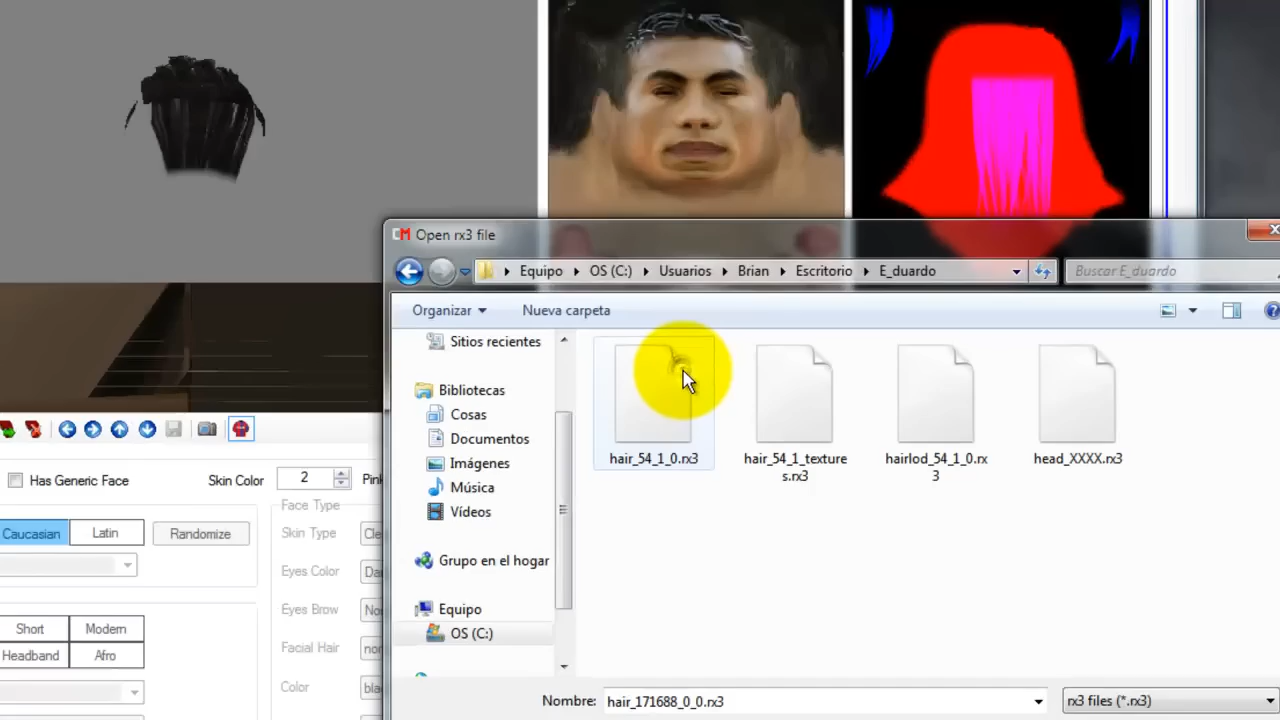 CM Open rx3 file
Equipo OS (C:) Usuarios Brian Escritorio E_duardo Buscar E_duardo
Organizar Nueva carpeta
Sitios recientes
Bibliotecas
Cosas
Documentos
Imágenes
Música
Vídeos
Grupo en el hogar
Equipo
OS (C:)
hair_54_1_0.rx3
hair_54_1_texture
s.rx3
hairlod_54_1_0.rx
3
head_XXXX.rx3
Nombre: hair_171688_0_0.rx3 rx3 files (*.rx3)
Has Generic Face Skin Color 2
Face Type
Caucasian Latin Randomize Skin Type
Eyes Color
Eyes Brow
Short Modern
Facial Hair
Headband Afro
Color